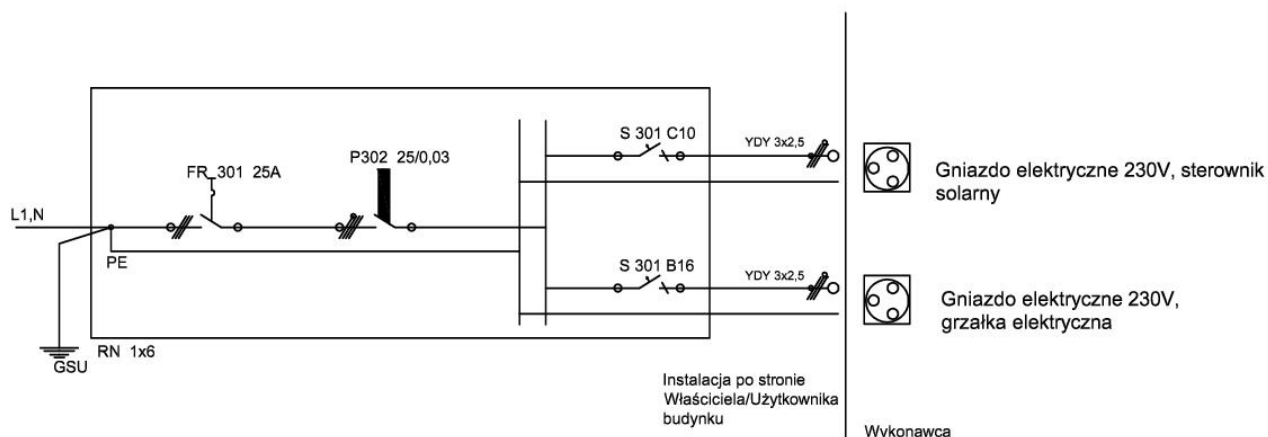 S 301 C10
YDY 3x2,5
P302 25/0,03
FR 301 25A
Gniazdo elektryczne 230V, sterownik
solarny
L1,N
PE
S 301 B16
YDY 3x2,5
Gniazdo elektryczne 230V,
grzałka elektryczna
RN 1x6
GSU
Instalacja po stronie
Właściciela/Użytkownika
budynku
Wykonawca